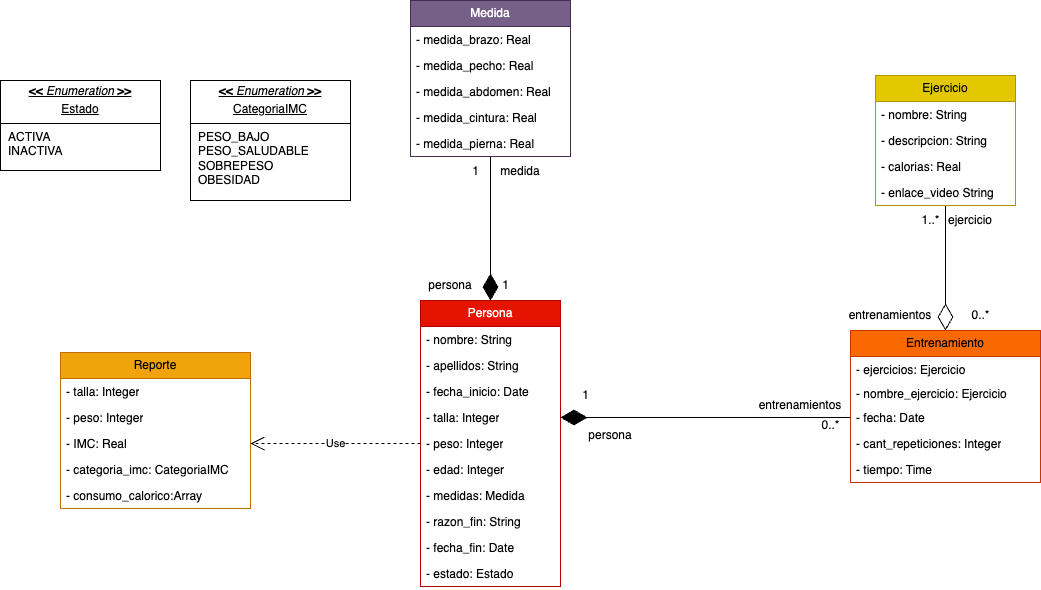 Medida
- medida_brazo: Real
- medida_pecho: Real
- medida_abdomen: Real
- medida_cintura: Real
- medida_pierna: Real
<< Enumeration >>
Estado
ACTIVA
INACTIVA
<< Enumeration >>
CategoriaIMC
PESO_BAJO
PESO_SALUDABLE
SOBREPESO
OBESIDAD
Ejercicio
- nombre: String
- descripcion: String
- calorias: Real
- enlace_video String
1 medida
1..* ejercicio
persona 1
entrenamientos 0..*
Persona
- nombre: String
- apellidos: String
- fecha_inicio: Date
- talla: Integer
- peso: Integer
- edad: Integer
- medidas: Medida
- razon_fin: String
- fecha_fin: Date
- estado: Estado
Reporte
- talla: Integer
- peso: Integer
- IMC: Real
- categoria_imc: CategoriaIMC
- consumo_calorico:Array
Use
1
persona
entrenamientos
0..*
Entrenamiento
- ejercicios: Ejercicio
- nombre_ejercicio: Ejercicio
- fecha: Date
- cant_repeticiones: Integer
- tiempo: Time